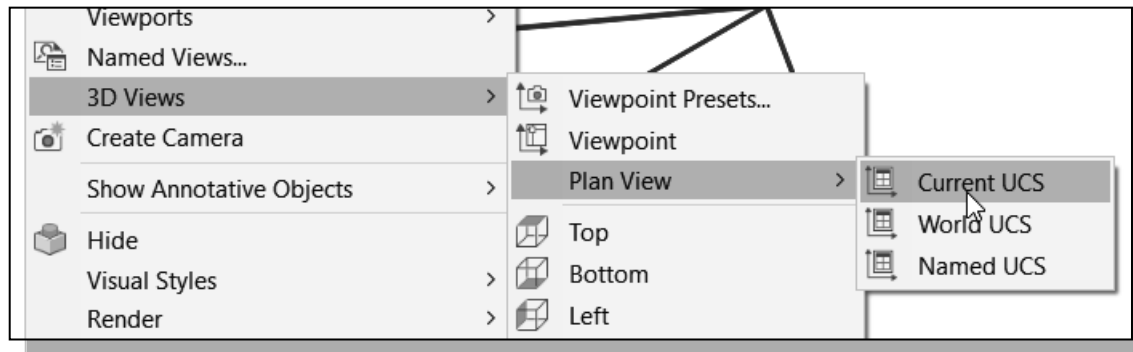 Viewports
Named Views...
3D Views
Create Camera
Show Annotative Objects
Hide
Visual Styles
Render
Viewpoint Presets...
Viewpoint
Plan View
Top
Bottom
Left
Current UCS
World UCS
Named UCS